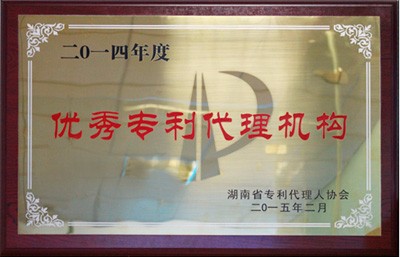 二〇一四年度
优秀专利代理机构
湖南省专利代理人协会
二〇一五年二月